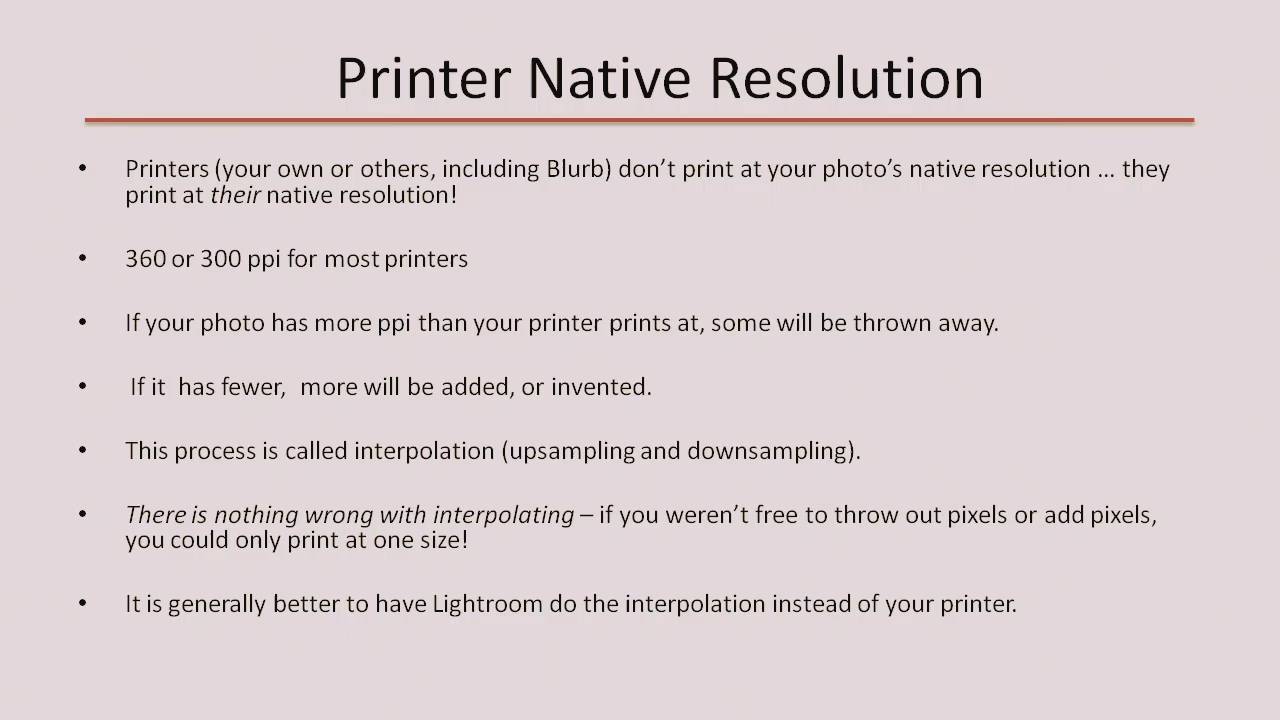 Printer Native Resolution
• Printers (your own or others, including Blurb) don’t print at your photo’s native resolution … they
print at their native resolution!
• 360 or 300 ppi for most printers
• If your photo has more ppi than your printer prints at, some will be thrown away.
• If it has fewer, more will be added, or invented.
• This process is called interpolation (upsampling and downsampling).
• There is nothing wrong with interpolating – if you weren’t free to throw out pixels or add pixels,
you could only print at one size!
• It is generally better to have Lightroom do the interpolation instead of your printer.